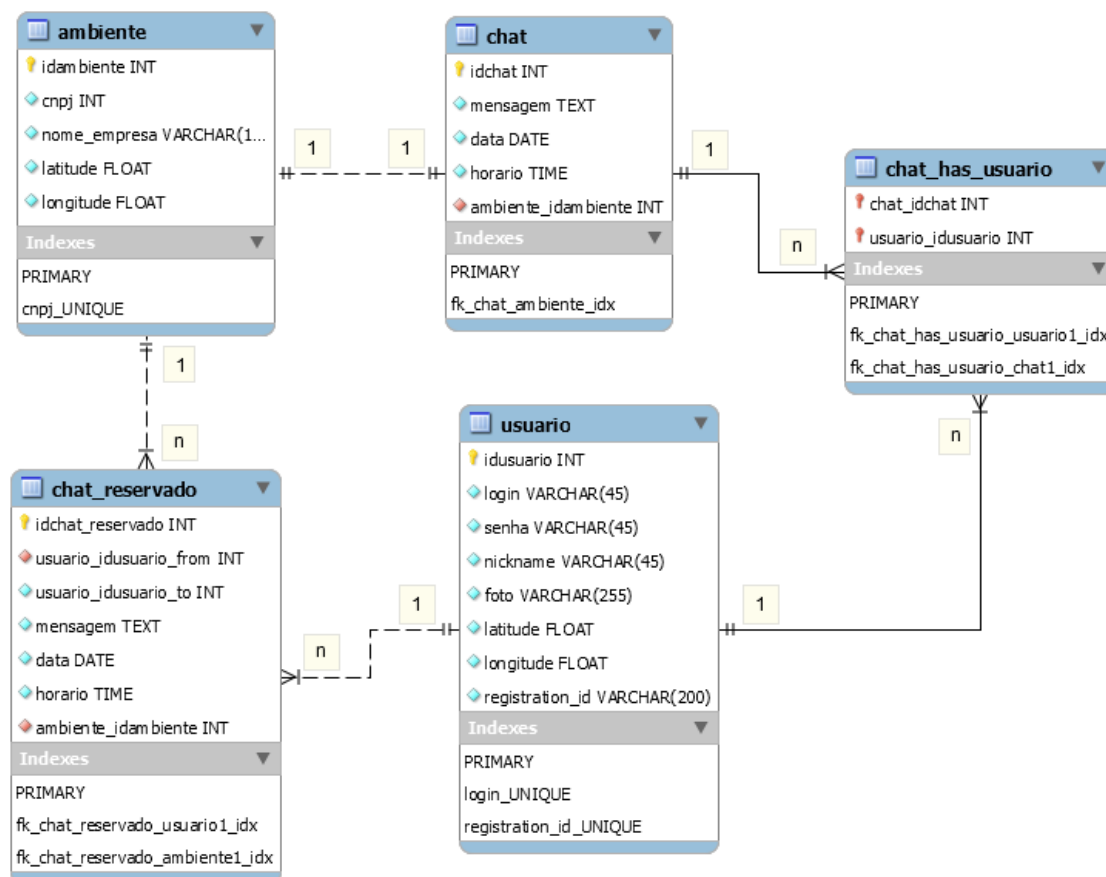 ambiente
idambiente INT
cnpj INT
nome_empresa VARCHAR(1...
latitude FLOAT
longitude FLOAT
Indexes
PRIMARY
cnpj_UNIQUE
1
1
chat
idchat INT
mensagem TEXT
data DATE
horario TIME
ambiente_idambiente INT
Indexes
PRIMARY
fk_chat_ambiente_idx
1
n
chat_has_usuario
chat_idchat INT
usuario_idusuario INT
Indexes
PRIMARY
fk_chat_has_usuario_usuario1_idx
fk_chat_has_usuario_chat1_idx
1
n
chat_reservado
idchat_reservado INT
usuario_idusuario_from INT
usuario_idusuario_to INT
mensagem TEXT
data DATE
horario TIME
ambiente_idambiente INT
Indexes
PRIMARY
fk_chat_reservado_usuario1_idx
fk_chat_reservado_ambiente1_idx
n
1
usuario
idusuario INT
login VARCHAR(45)
senha VARCHAR(45)
nickname VARCHAR(45)
foto VARCHAR(255)
latitude FLOAT
longitude FLOAT
registration_id VARCHAR(200)
Indexes
PRIMARY
login_UNIQUE
registration_id_UNIQUE
1
n